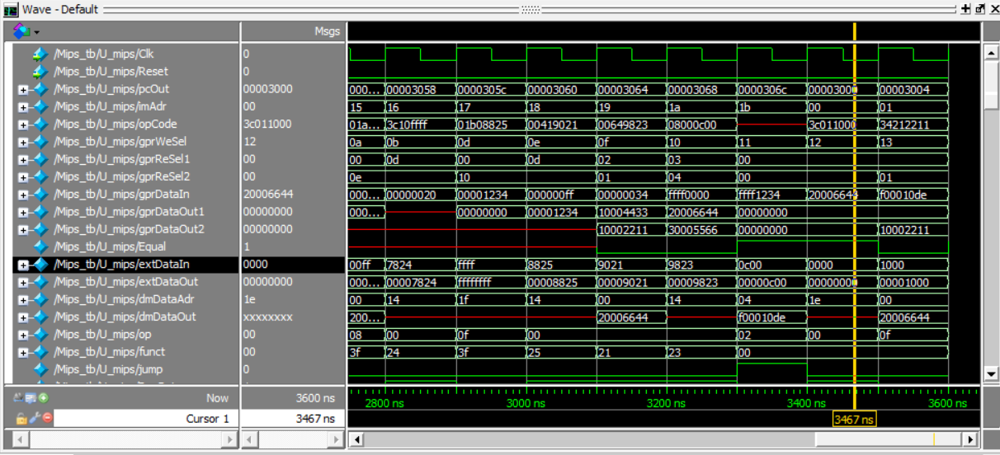 Wave - Default
Msgs
/Mips_tb/U_mips/Clk 0
/Mips_tb/U_mips/Reset 0
/Mips_tb/U_mips/pcOut 00003000 000... 00003058 0000305c 00003060 00003064 00003068 0000306c 00003000 00003004
/Mips_tb/U_mips/imAdr 00 15 16 17 18 19 1a 1b 00 01
/Mips_tb/U_mips/opCode 3c011000 01a... 3c10ffff 01b08825 00419021 00649823 08000c00 3c011000 34212211
/Mips_tb/U_mips/gprWeSel 12 0a 0b 0d 0e 0f 10 11 12 13
/Mips_tb/U_mips/gprReSel1 00 00 0d 00 0d 02 03 00
/Mips_tb/U_mips/gprReSel2 00 0e 10 01 04 00 01
/Mips_tb/U_mips/gprDataIn 20006644 000... 00000020 00001234 000000ff 00000034 ffff0000 ffff1234 20006644 f00010de
/Mips_tb/U_mips/gprDataOut1 00000000 000... 00000000 00001234 10004433 20006644 00000000
/Mips_tb/U_mips/gprDataOut2 00000000 10002211 30005566 00000000 10002211
/Mips_tb/U_mips/Equal 1
/Mips_tb/U_mips/extDataIn 0000 00ff 7824 ffff 8825 9021 9823 0c00 0000 1000
/Mips_tb/U_mips/extDataOut 00000000 000... 00007824 ffffffff 00008825 00009021 00009823 00000c00 00000000 00001000
/Mips_tb/U_mips/dmDataAdr 1e 00 14 1f 14 00 14 04 1e 00
/Mips_tb/U_mips/dmDataOut xxxxxxxx 200... 20006644 f00010de 20006644
/Mips_tb/U_mips/op 00 08 00 0f 00 02 00 0f
/Mips_tb/U_mips/funct 00 3f 24 3f 25 21 23 00
/Mips_tb/U_mips/jump 0
Now 3600 ns 2800 ns 3000 ns 3200 ns 3400 ns 3600 ns
Cursor 1 3467 ns 3467 ns